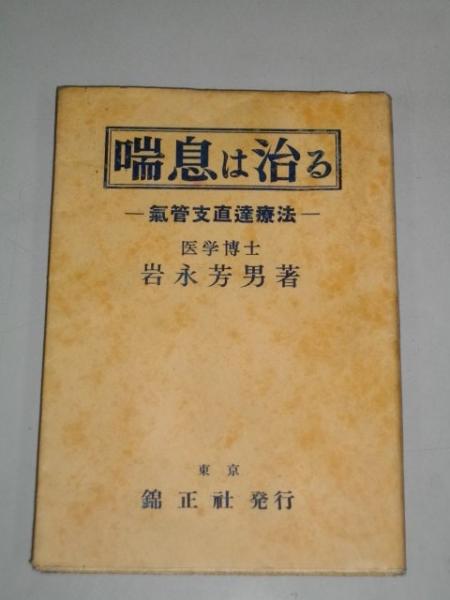 喘息は治る
―氣管支直達療法―
医学博士
岩永芳男著
東京
錦正社発行